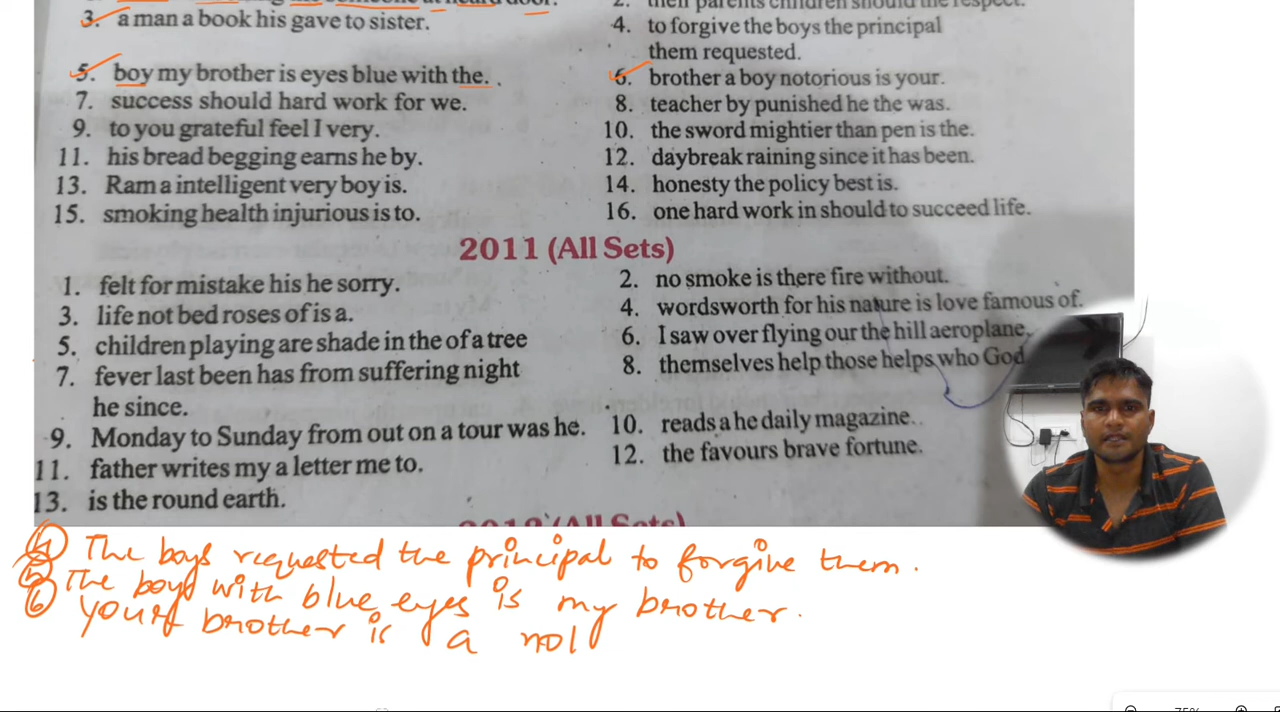 3. a man a book his gave to sister.
4. to forgive the boys the principal
them requested.
5. boy my brother is eyes blue with the.
6. brother a boy notorious is your.
7. success should hard work for we.
8. teacher by punished he the was.
9. to you grateful feel I very.
10. the sword mightier than pen is the.
11. his bread begging earns he by.
12. daybreak raining since it has been.
13. Ram a intelligent very boy is.
14. honesty the policy best is.
15. smoking health injurious is to.
16. one hard work in should to succeed life.
2011 (All Sets)
1. felt for mistake his he sorry.
2. no smoke is there fire without.
3. life not bed roses of is a.
4. wordsworth for his nature is love famous of.
5. children playing are shade in the of a tree
6. I saw over flying our the hill aeroplane.
7. fever last been has from suffering night
he since.
8. themselves help those helps who God
9. Monday to Sunday from out on a tour was he.
10. reads a he daily magazine.
11. father writes my a letter me to.
12. the favours brave fortune.
13. is the round earth.
(4) The boys requested the principal to forgive them.
(5) The boy with blue eyes is my brother.
(6) your brother is a not
75%